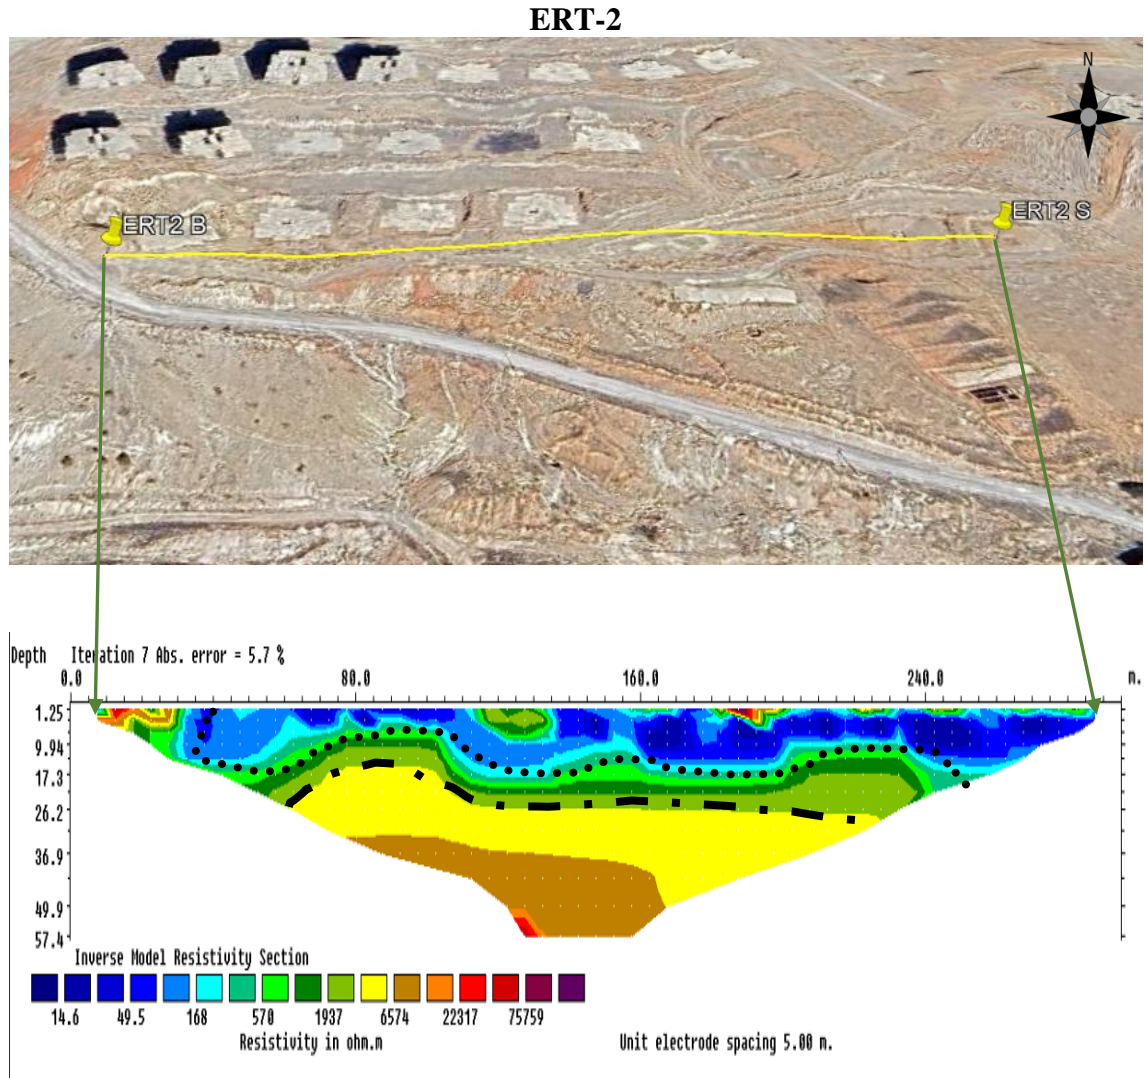 ERT-2
N
ERT2 B
ERT2 S
Depth Iteration 7 Abs. error = 5.7 %
0.0 80.0 160.0 240.0 m.
1.25
9.94
17.3
26.2
36.9
49.9
57.4
Inverse Model Resistivity Section
14.6 49.5 168 570 1937 6574 22317 75759
Resistivity in ohm.m Unit electrode spacing 5.00 m.